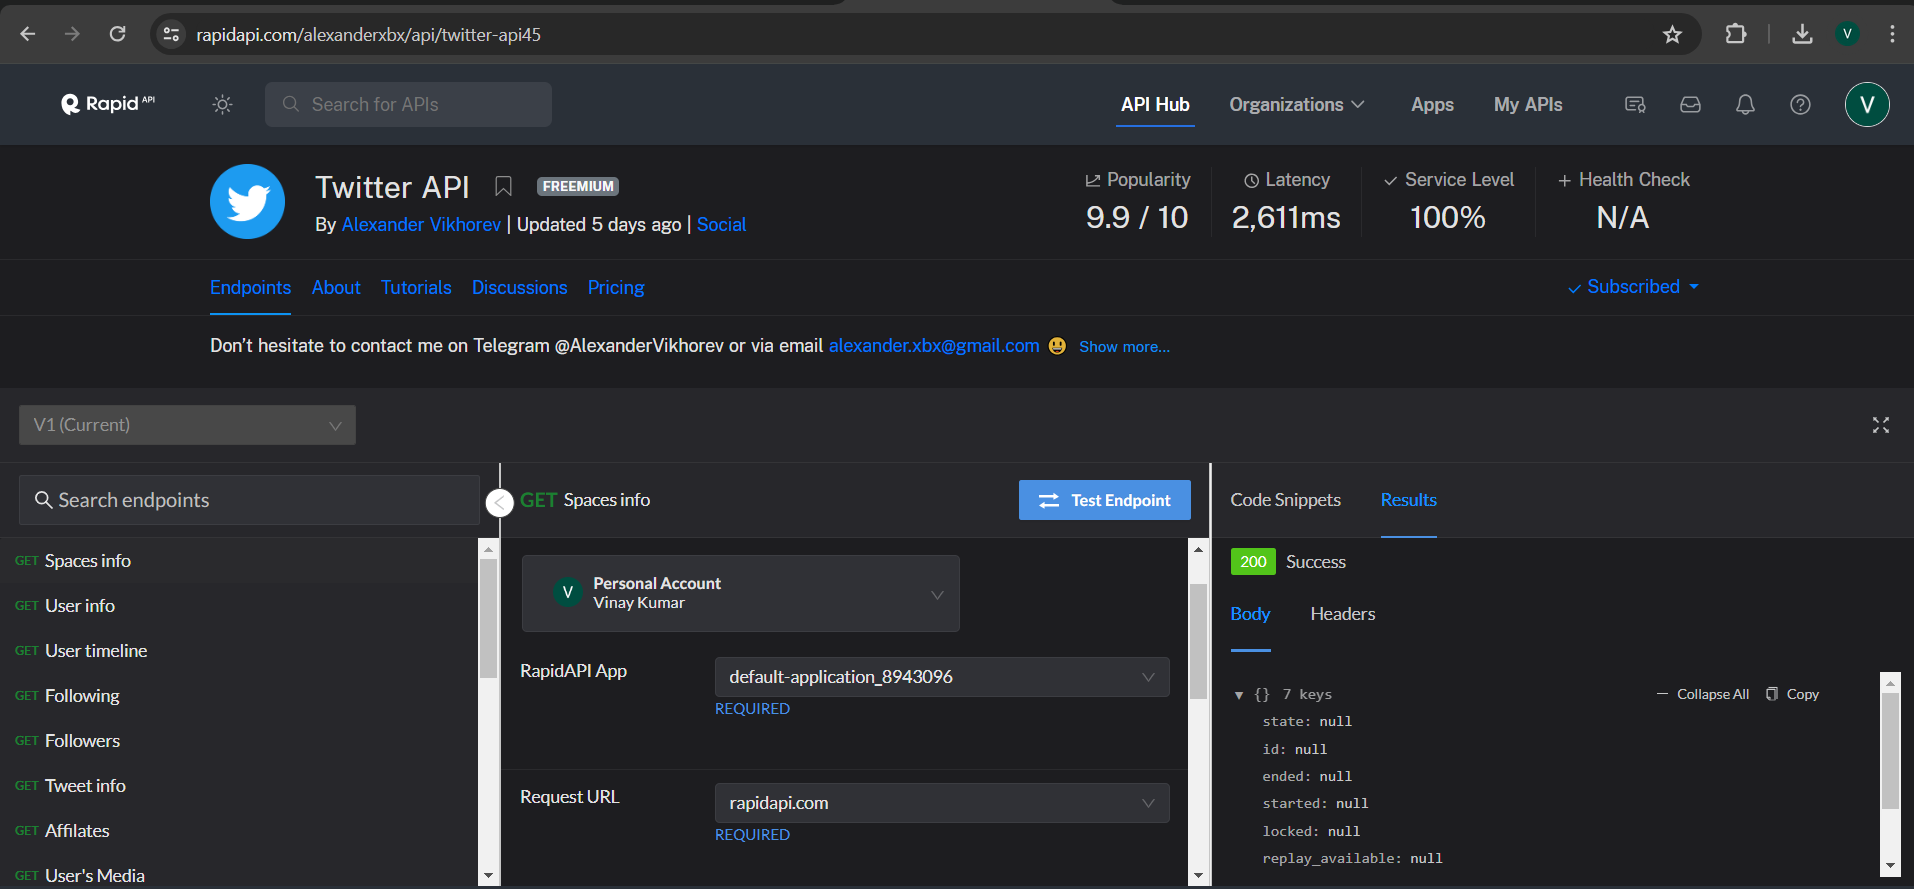 rapidapi.com/alexanderxbx/api/twitter-api45
V
Rapid API
Search for APIs
API Hub
Organizations
Apps
My APIs
V
Twitter API
FREEMIUM
By Alexander Vikhorev | Updated 5 days ago | Social
Popularity
9.9 / 10
Latency
2,611ms
Service Level
100%
Health Check
N/A
Endpoints
About
Tutorials
Discussions
Pricing
Subscribed
Don't hesitate to contact me on Telegram @AlexanderVikhorev or via email alexander.xbx@gmail.com 😃 Show more...
V1 (Current)
Search endpoints
GET Spaces info
GET User info
GET User timeline
GET Following
GET Followers
GET Tweet info
GET Affilates
GET User's Media
GET Spaces info
Test Endpoint
V
Personal Account
Vinay Kumar
RapidAPI App
default-application_8943096
REQUIRED
Request URL
rapidapi.com
REQUIRED
Code Snippets
Results
200 Success
Body
Headers
{} 7 keys
Collapse All
Copy
state: null
id: null
ended: null
started: null
locked: null
replay_available: null